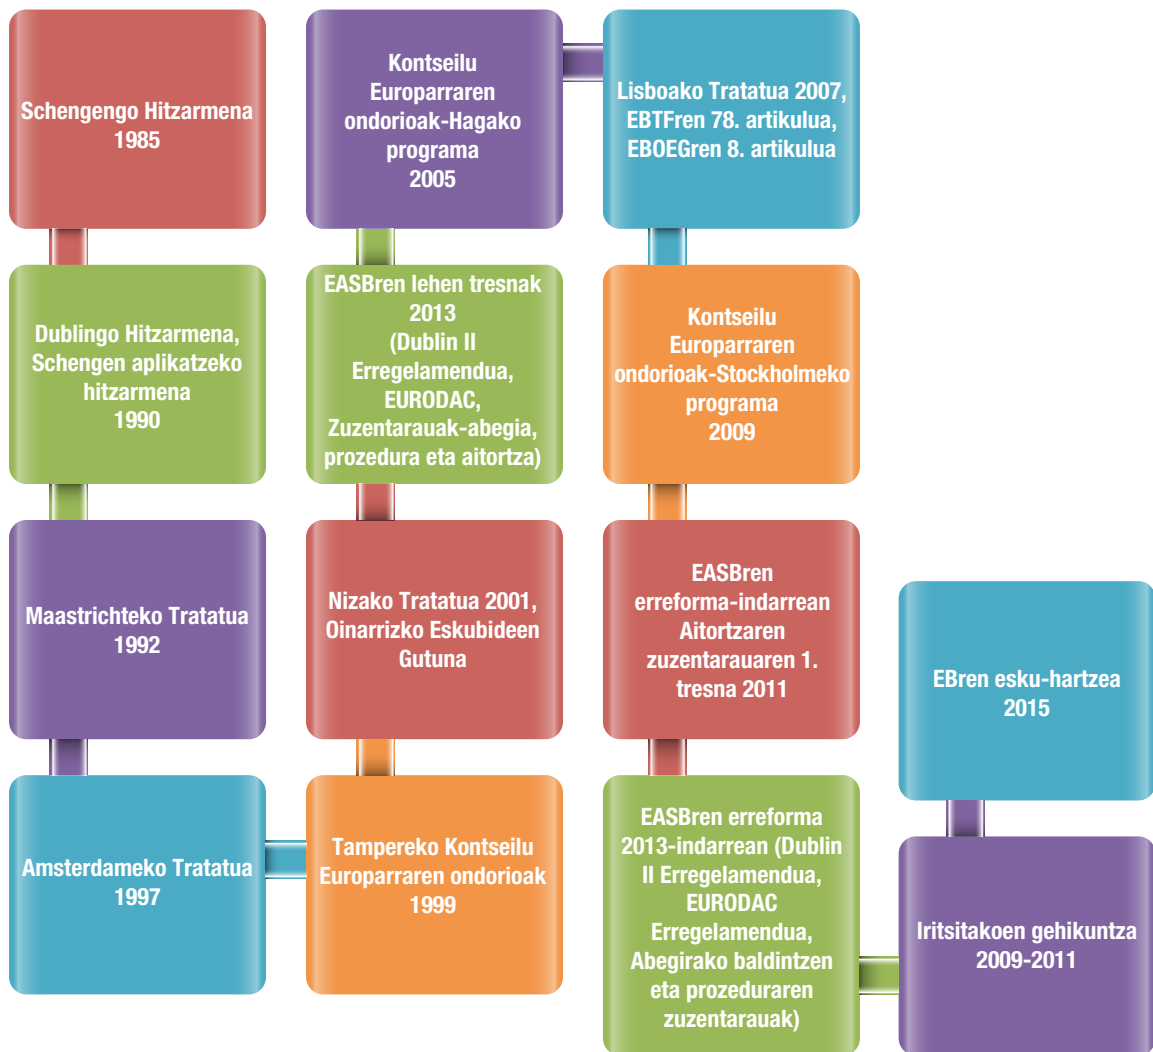 Schengengo Hitzarmena
1985
Dublingo Hitzarmena,
Schengen aplikatzeko
hitzarmena
1990
Maastrichteko Tratatua
1992
Amsterdameko Tratatua
1997
Tampereko Kontseilu
Europarraren ondorioak
1999
Nizako Tratatua 2001,
Oinarrizko Eskubideen
Gutuna
EASBren lehen tresnak
2013
(Dublin II
Erregelamendua,
EURODAC,
Zuzentarauak-abegia,
prozedura eta aitortza)
Kontseilu
Europarraren
ondorioak-Hagako
programa
2005
Lisboako Tratatua 2007,
EBTFren 78. artikulua,
EBOEGren 8. artikulua
Kontseilu
Europarraren
ondorioak-Stockholmeko
programa
2009
EASBren
erreforma-indarrean
Aitortzaren
zuzentarauaren 1.
tresna 2011
EASBren erreforma
2013-indarrean (Dublin
II Erregelamendua,
EURODAC
Erregelamendua,
Abegirako baldintzen
eta prozeduraren
zuzentarauak)
Iritsitakoen gehikuntza
2009-2011
EBren esku-hartzea
2015